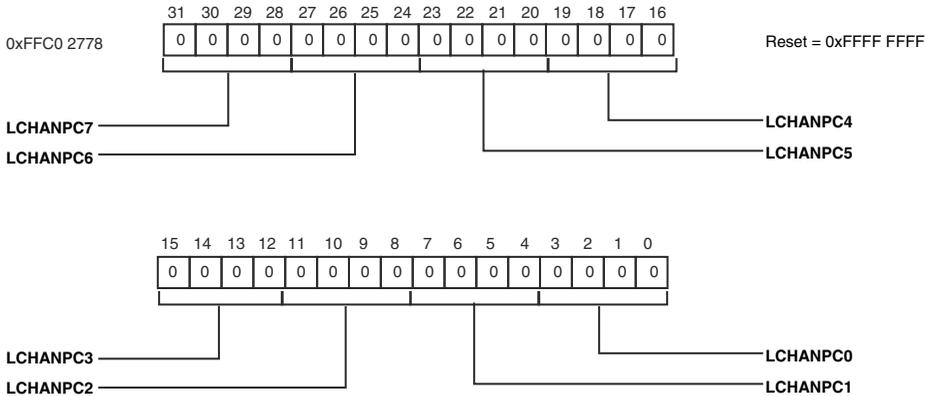 31 30 29 28 27 26 25 24 23 22 21 20 19 18 17 16
0xFFC0 2778 0 0 0 0 0 0 0 0 0 0 0 0 0 0 0 0 Reset = 0xFFFF FFFF
LCHANPC7 LCHANPC4
LCHANPC6 LCHANPC5
15 14 13 12 11 10 9 8 7 6 5 4 3 2 1 0
0 0 0 0 0 0 0 0 0 0 0 0 0 0 0 0
LCHANPC3 LCHANPC0
LCHANPC2 LCHANPC1